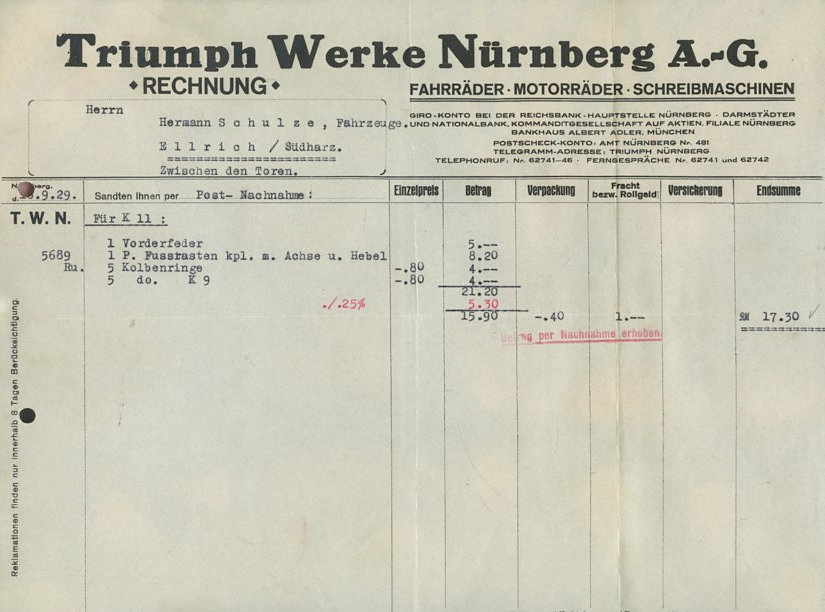 Triumph Werke Nürnberg A.-G.
RECHNUNG
FAHRRÄDER · MOTORRÄDER · SCHREIBMASCHINEN
Herrn
Hermann Schulze, Fahrzeuge.
Ellrich / Südharz.
Zwischen den Toren.
GIRO-KONTO BEI DER REICHSBANK-HAUPTSTELLE NÜRNBERG · DARMSTÄDTER
UND NATIONALBANK, KOMMANDITGESELLSCHAFT AUF AKTIEN, FILIALE NÜRNBERG
BANKHAUS ALBERT ADLER, MÜNCHEN
POSTSCHECK-KONTO: AMT NÜRNBERG Nr. 481
TELEGRAMM-ADRESSE: TRIUMPH NÜRNBERG
TELEPHONRUF: Nr. 62741-46 · FERNGESPRÄCHE Nr. 62741 und 62742
.9.29. Sandten Ihnen per Post- Nachnahme: Einzelpreis Betrag Verpackung Fracht bezw. Rollgeld Versicherung Endsumme
T. W. N. Für K 11 :
1 Vorderfeder 5.--
5689 1 P. Fussrasten kpl. m. Achse u. Hebel 8.20
Ru. 5 Kolbenringe -.80 4.--
5 do. K 9 -.80 4.--
21.20
./.25% 5.30
15.90 -.40 1.-- RM 17.30
Betrag per Nachnahme erhoben.
Reklamationen finden nur innerhalb 8 Tagen Berücksichtigung.